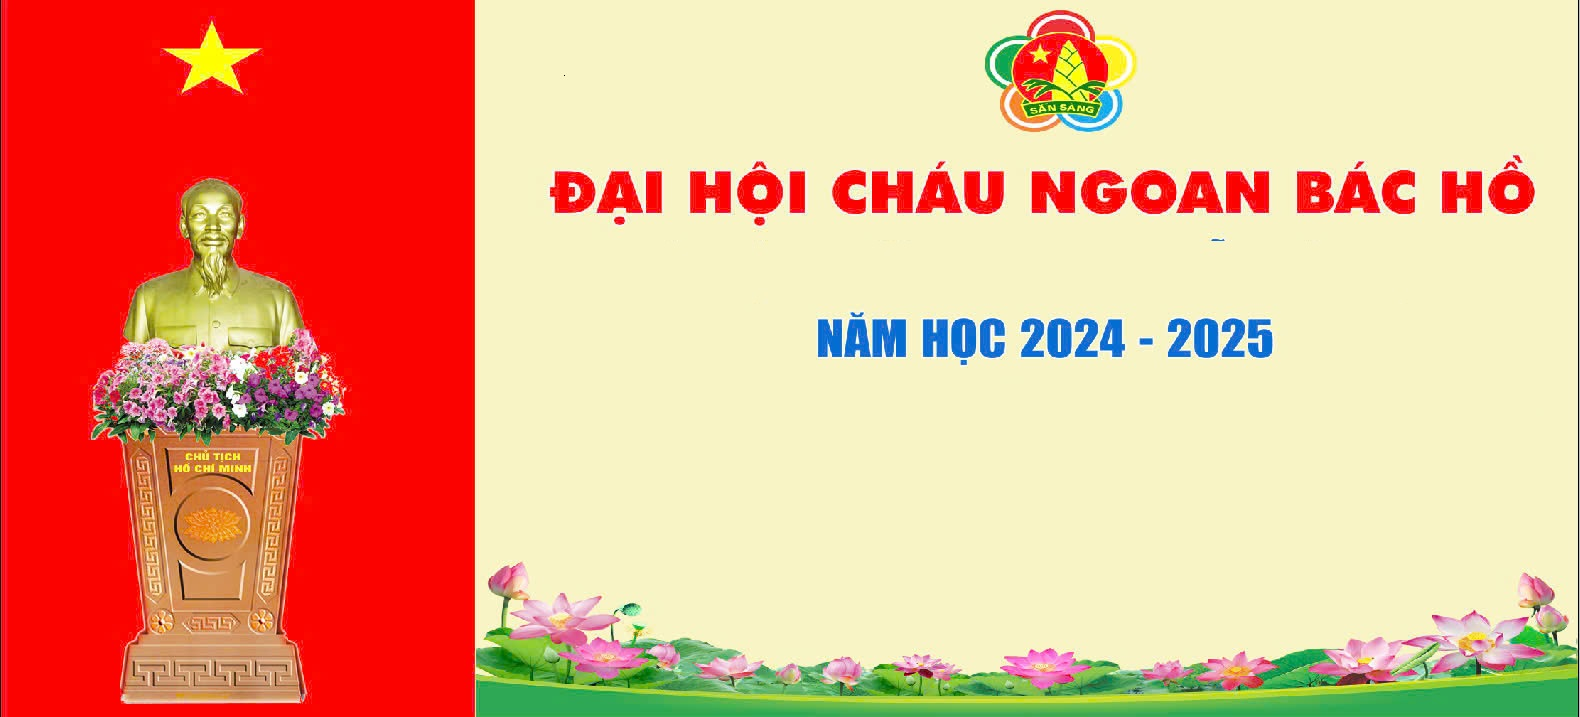 SẴN SÀNG
ĐẠI HỘI CHÁU NGOAN BÁC HỒ
NĂM HỌC 2024 - 2025
CHỦ TỊCH
HỒ CHÍ MINH